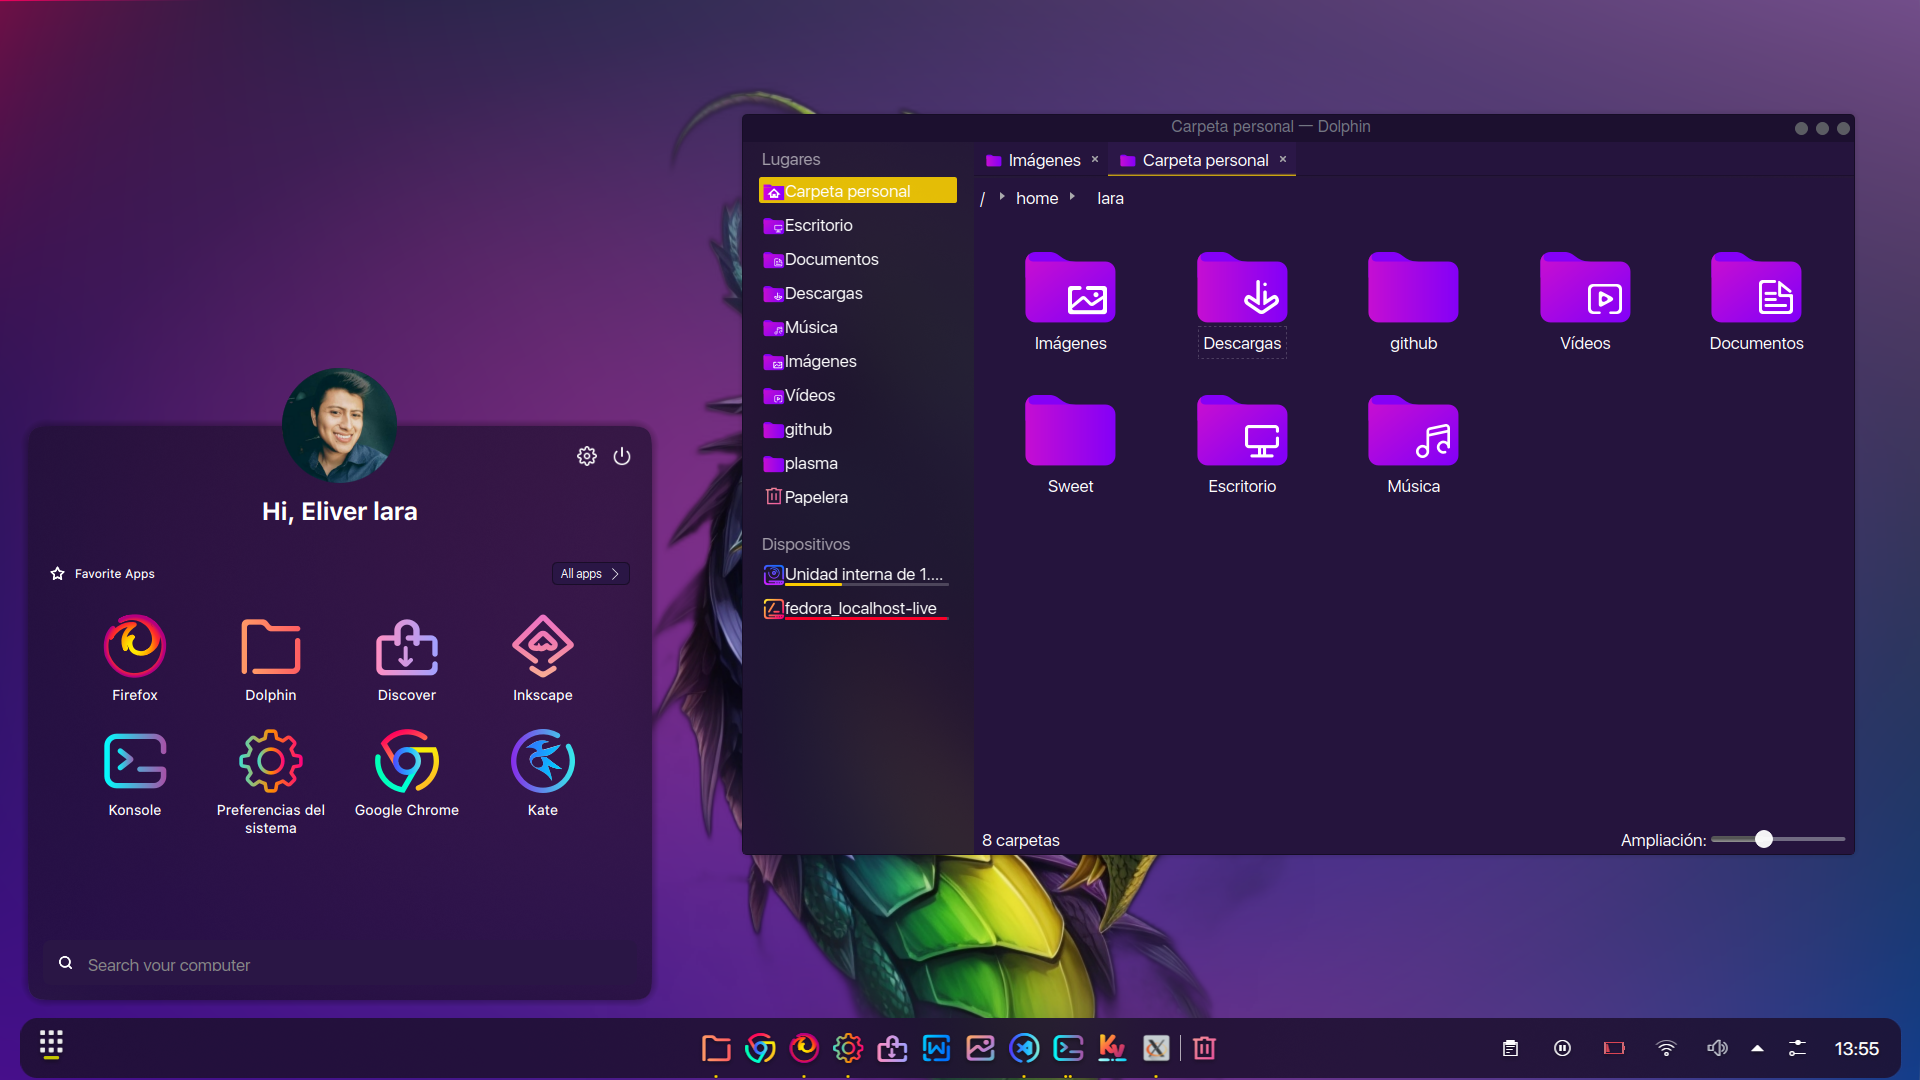 Carpeta personal — Dolphin
Lugares
Carpeta personal
Escritorio
Documentos
Descargas
Música
Imágenes
Vídeos
github
plasma
Papelera
Dispositivos
Unidad interna de 1....
fedora_localhost-live
Imágenes × Carpeta personal ×
/ home lara
Imágenes Descargas github Vídeos Documentos
Sweet Escritorio Música
8 carpetas Ampliación:
Hi, Eliver lara
Favorite Apps All apps
Firefox Dolphin Discover Inkscape
Konsole Preferencias del sistema Google Chrome Kate
Search your computer
13:55